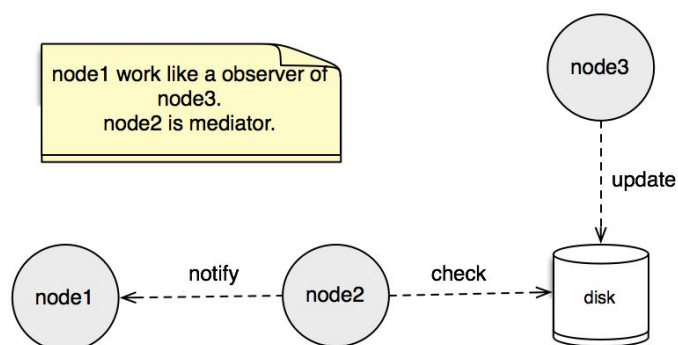 node1 work like a observer of
node3.
node2 is mediator.
node3
update
node1
notify
node2
check
disk